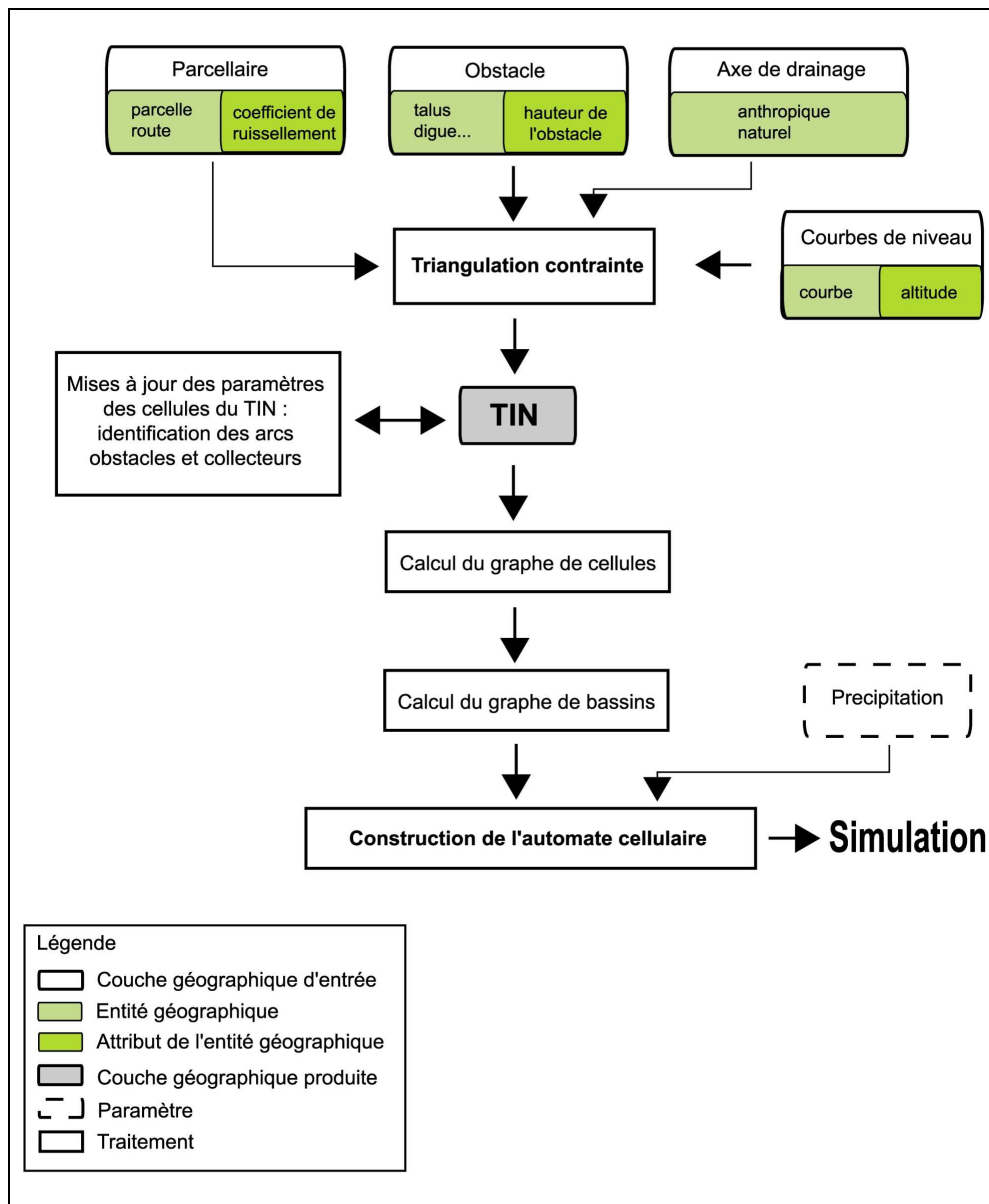 Parcellaire
parcelle
route
coefficient de
ruissellement
Obstacle
talus
digue...
hauteur de
l'obstacle
Axe de drainage
anthropique
naturel
Courbes de niveau
courbe
altitude
Triangulation contrainte
Mises à jour des paramètres
des cellules du TIN :
identification des arcs
obstacles et collecteurs
TIN
Calcul du graphe de cellules
Calcul du graphe de bassins
Precipitation
Construction de l'automate cellulaire
Simulation
Légende
Couche géographique d'entrée
Entité géographique
Attribut de l'entité géographique
Couche géographique produite
Paramètre
Traitement